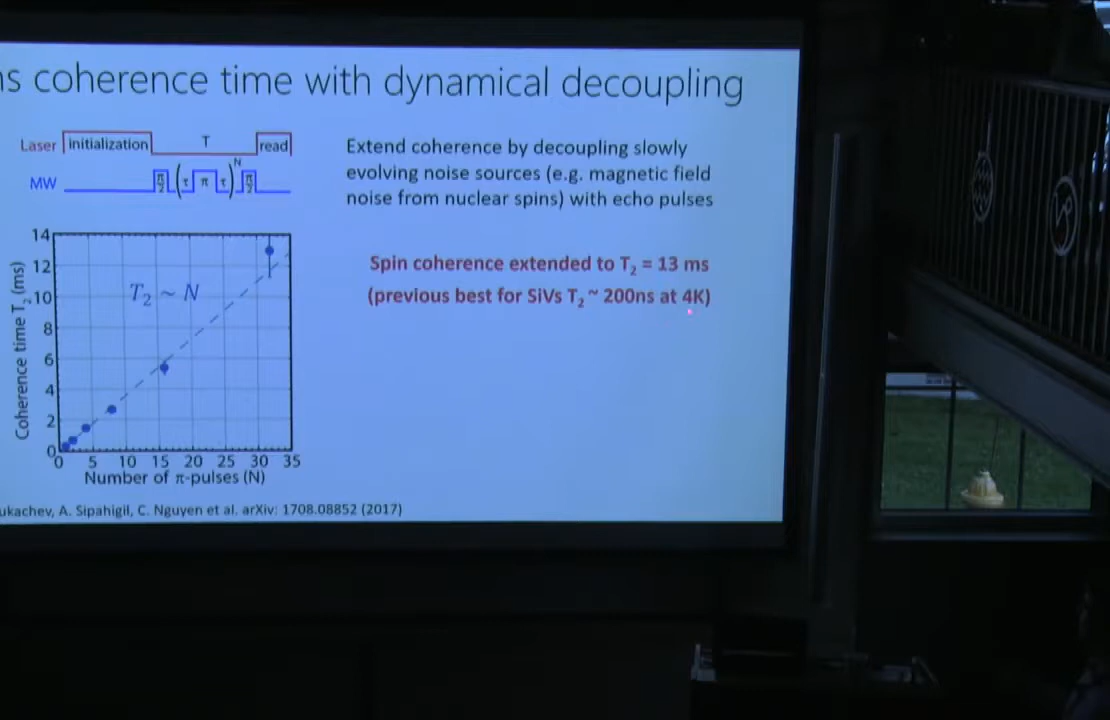 ns coherence time with dynamical decoupling
Laser initialization T read
MW π/2 ( τ π τ )N π/2
Extend coherence by decoupling slowly
evolving noise sources (e.g. magnetic field
noise from nuclear spins) with echo pulses
Spin coherence extended to T2 = 13 ms
(previous best for SiVs T2 ~ 200ns at 4K)
Coherence time T2 (ms)
14
12
10
8
6
4
2
0
T2 ~ N
0 5 10 15 20 25 30 35
Number of π-pulses (N)
ukachev, A. Sipahigil, C. Nguyen et al. arXiv: 1708.08852 (2017)